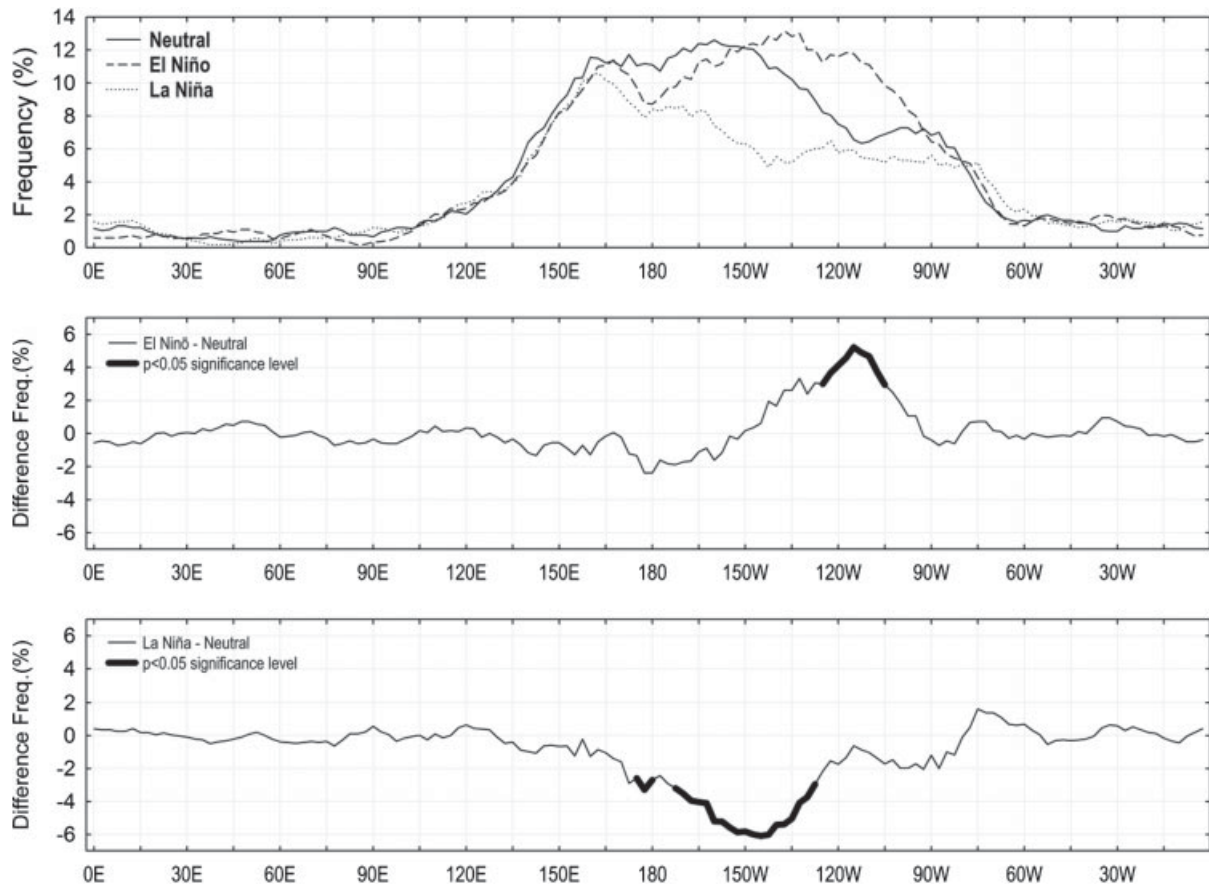 Frequency (%)
14
12
10
8
6
4
2
0
Neutral
El Niño
La Niña
0E 30E 60E 90E 120E 150E 180 150W 120W 90W 60W 30W
Difference Freq.(%)
6
4
2
0
-2
-4
-6
El Ninõ - Neutral
p<0.05 significance level
0E 30E 60E 90E 120E 150E 180 150W 120W 90W 60W 30W
Difference Freq.(%)
6
4
2
0
-2
-4
-6
La Niña - Neutral
p<0.05 significance level
0E 30E 60E 90E 120E 150E 180 150W 120W 90W 60W 30W